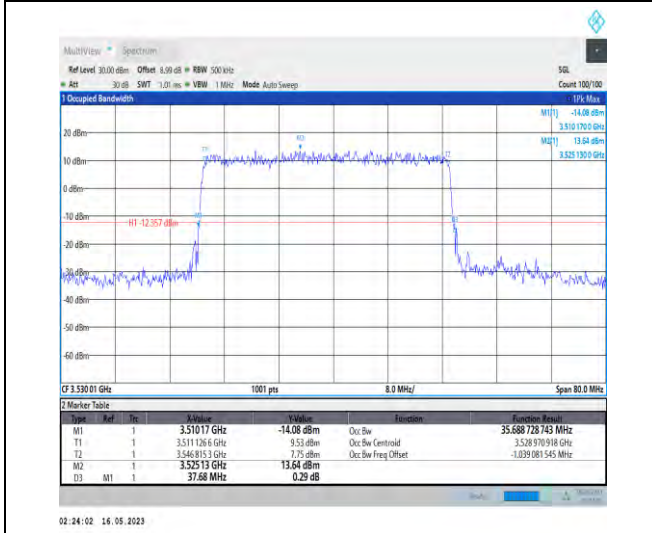 MultiView Spectrum
Ref Level 30.00 dBm Offset 8.99 dB RBW 500 kHz SGL
Att 30 dB SWT 1.01 ms VBW 1 MHz Mode Auto Sweep Count 100/100
1 Occupied Bandwidth 1Pk Max
M1[1] -14.08 dBm
3.510 170 0 GHz
M2[1] 13.64 dBm
3.525 130 0 GHz
20 dBm
M2
T1
T2
10 dBm
0 dBm
-10 dBm
H1 -12.357 dBm
-20 dBm
-30 dBm
-40 dBm
-50 dBm
-60 dBm
CF 3.530 01 GHz 1001 pts 8.0 MHz/ Span 80.0 MHz
2 Marker Table
Type Ref Trc X-Value Y-Value Function Function Result
M1 1 3.51017 GHz -14.08 dBm Occ Bw 35.688 728 743 MHz
T1 1 3.511 126 6 GHz 9.53 dBm Occ Bw Centroid 3.528 970 918 GHz
T2 1 3.546 815 3 GHz 7.75 dBm Occ Bw Freq Offset -1.039 081 545 MHz
M2 1 3.525 13 GHz 13.64 dBm
D3 M1 1 37.68 MHz 0.29 dB
02:24:02 16.05.2023